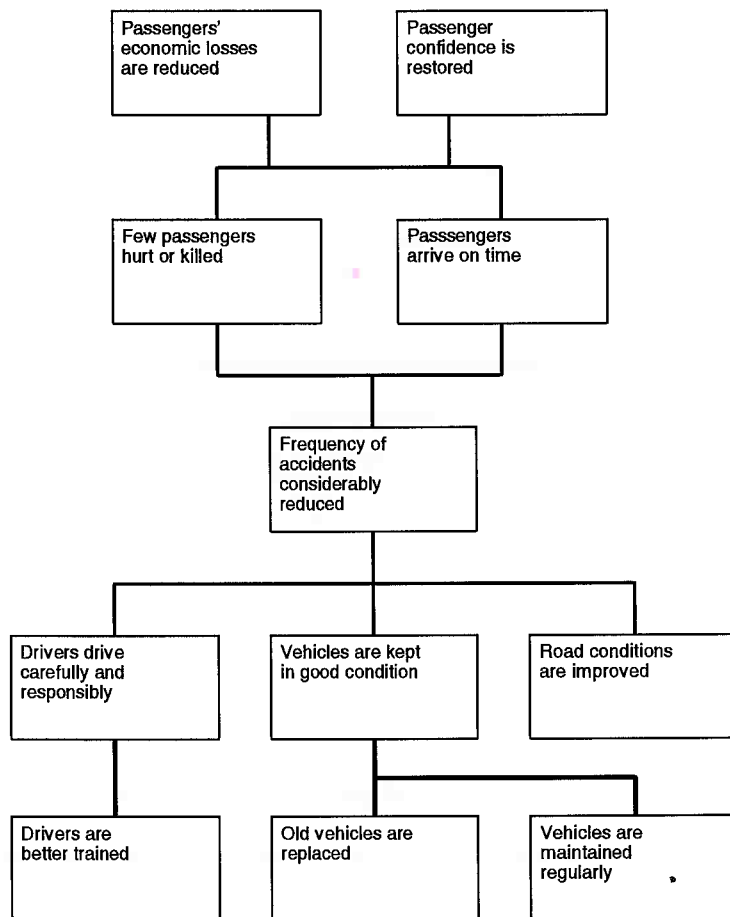 Passengers'
economic losses
are reduced
Passenger
confidence is
restored
Few passengers
hurt or killed
Passsengers
arrive on time
Frequency of
accidents
considerably
reduced
Drivers drive
carefully and
responsibly
Vehicles are kept
in good condition
Road conditions
are improved
Drivers are
better trained
Old vehicles are
replaced
Vehicles are
maintained
regularly